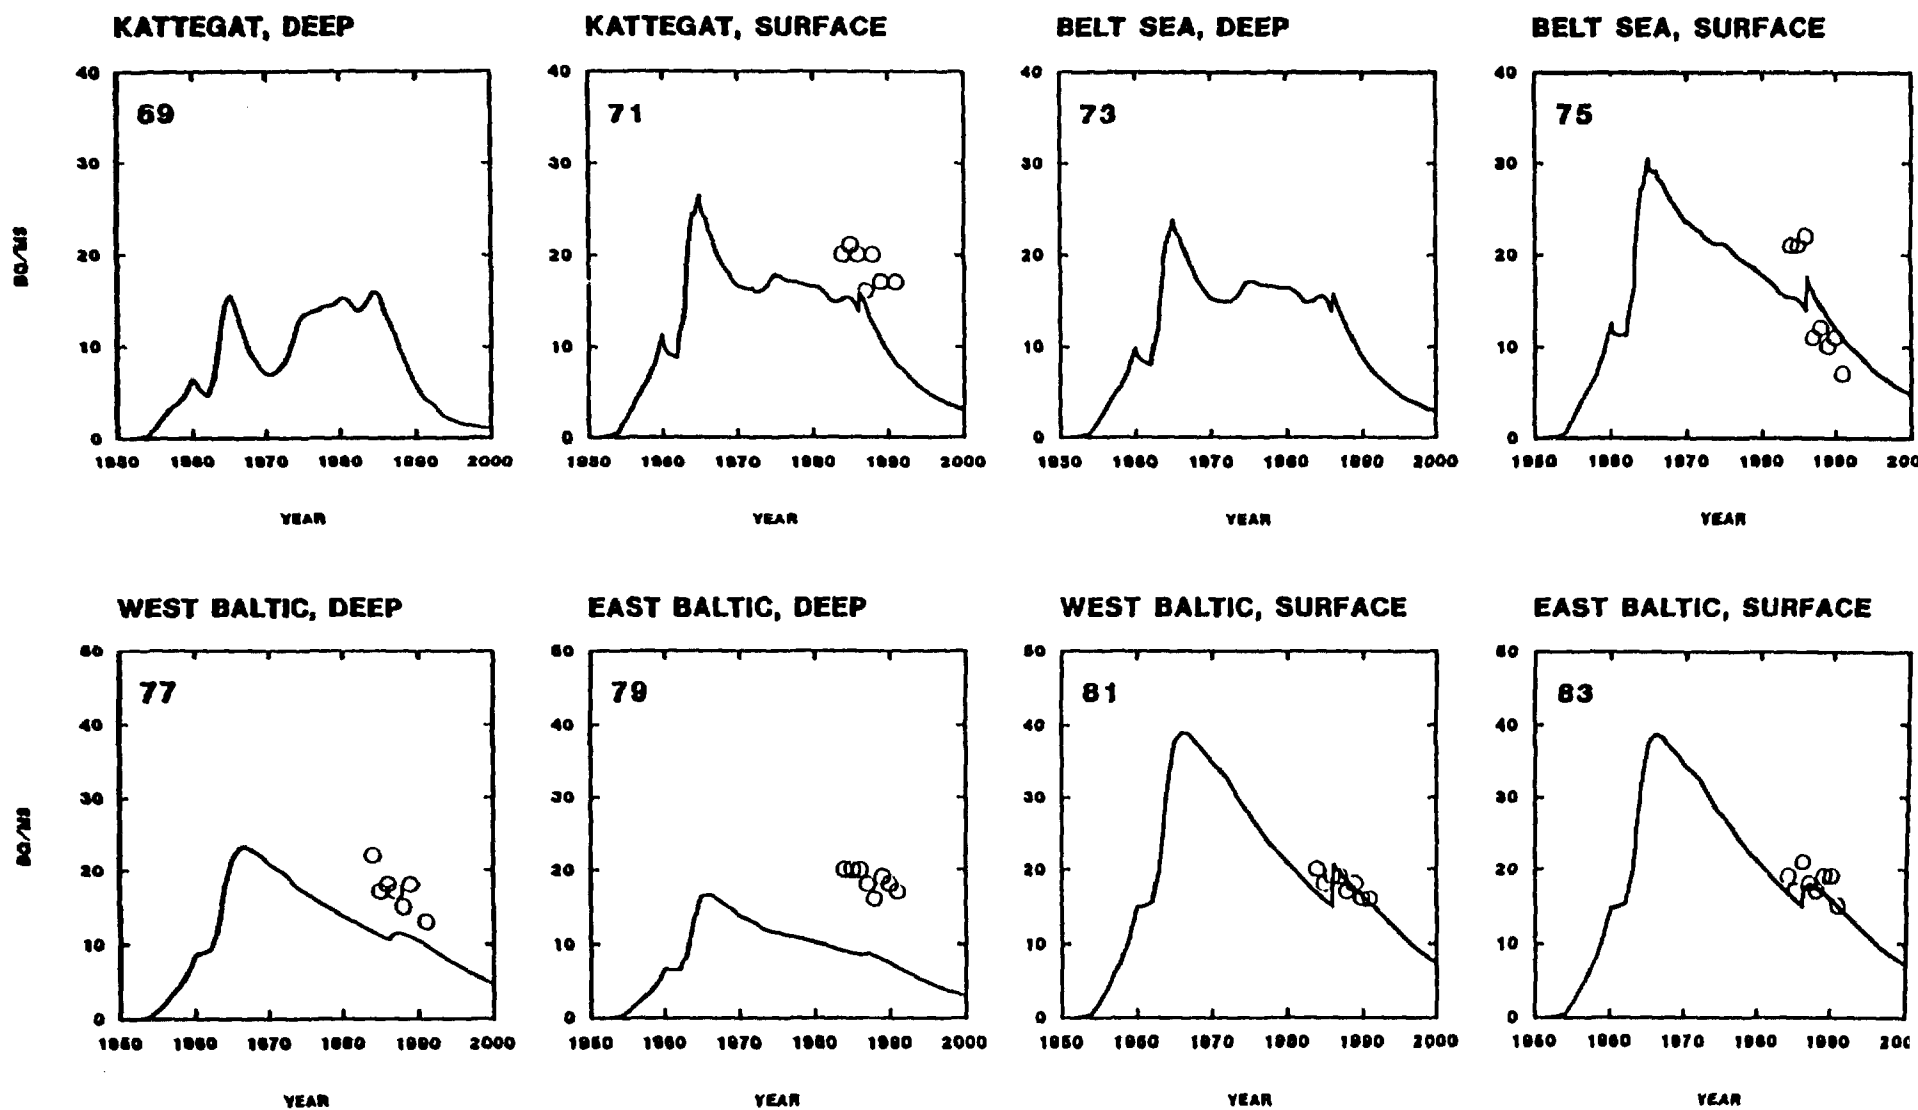 KATTEGAT, DEEP KATTEGAT, SURFACE BELT SEA, DEEP BELT SEA, SURFACE
40 40 40 40
69 71 73 75
30 30 30 30
BQ/M3
20 20 20 20
10 10 10 10
0 0 0 0
1950 1960 1970 1980 1990 2000 1950 1960 1970 1980 1990 2000 1950 1960 1970 1980 1990 2000 1950 1960 1970 1980 1990 200
YEAR YEAR YEAR YEAR
WEST BALTIC, DEEP EAST BALTIC, DEEP WEST BALTIC, SURFACE EAST BALTIC, SURFACE
50 50 50 50
77 79 81 83
40 40 40 40
30 30 30 30
BQ/M3
20 20 20 20
10 10 10 10
0 0 0 0
1950 1960 1970 1980 1990 2000 1950 1960 1970 1980 1990 2000 1950 1960 1970 1980 1990 2000 1950 1960 1970 1980 1990 200
YEAR YEAR YEAR YEAR